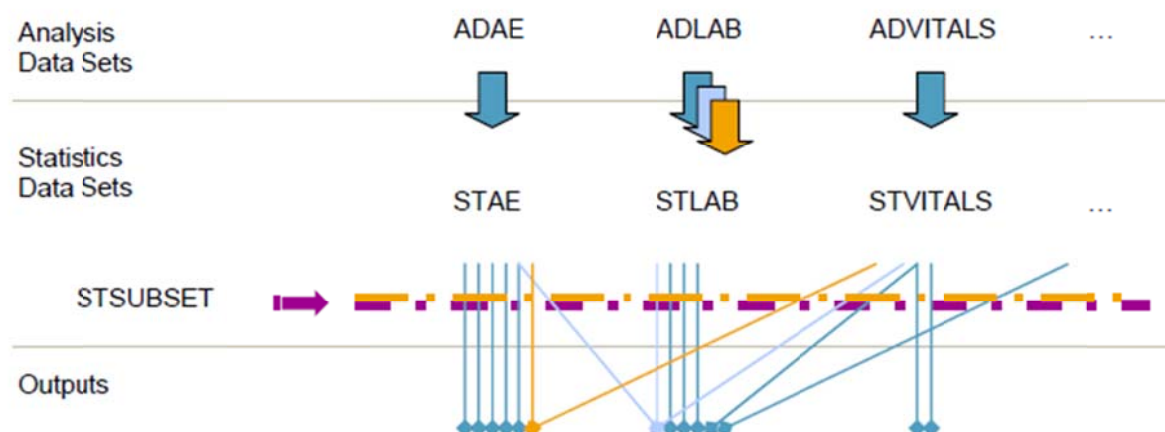 Analysis
Data Sets
ADAE ADLAB ADVITALS ...
Statistics
Data Sets
STAE STLAB STVITALS ...
STSUBSET
Outputs